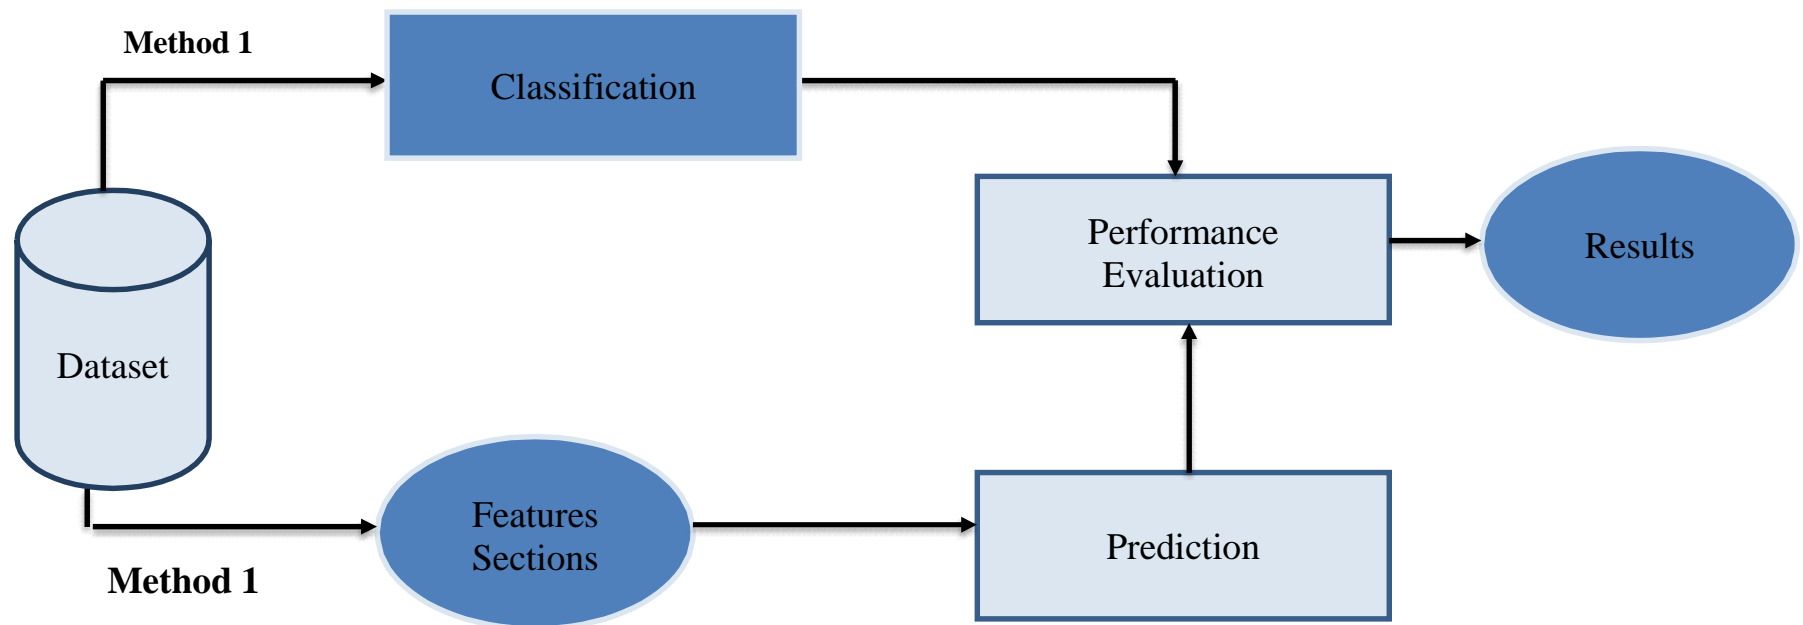 Method 1
Classification
Performance
Evaluation
Results
Dataset
Features
Sections
Prediction
Method 1